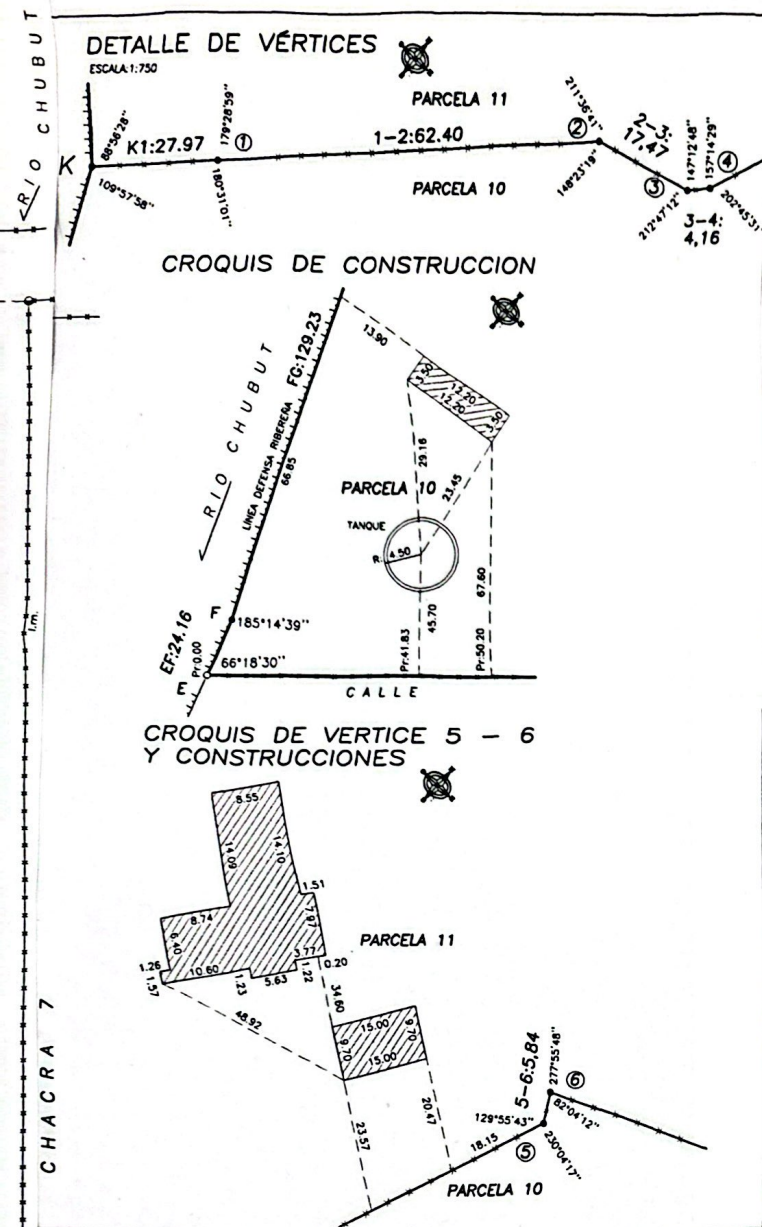 DETALLE DE VÉRTICES
ESCALA:1:750
RIO CHUBUT
PARCELA 11
K
88°56'28"
109°57'58"
K1:27.97
179°28'59"
①
180°31'01"
1-2:62.40
PARCELA 10
211°36'41"
②
148°23'19"
2-3:
17,47
③
147°12'48"
212°47'12"
157°14'29"
④
202°45'31"
3-4:
4,16
CROQUIS DE CONSTRUCCION
RIO CHUBUT
LINEA DEFENSA RIBEREÑA
FG:129.23
66.85
13.90
3.50
12.20
12.20
3.50
29.16
23.45
PARCELA 10
TANQUE
R: 4.50
67.60
45.70
Pr:41.83
Pr:50.20
F
185°14'39"
EF:24.16
Pr:0.00
E
66°18'30"
CALLE
l.m.
CROQUIS DE VERTICE 5 - 6
Y CONSTRUCCIONES
8.55
14.09
14.10
1.51
7.97
8.74
6.40
1.26
1.57
10.60
1.23
5.63
1.22
3.77
0.20
PARCELA 11
34.60
48.92
15.00
9.70
9.70
15.00
23.57
20.47
18.15
5-6:5,84
277°55'48"
⑥
82°04'12"
129°55'43"
⑤
230°04'17"
PARCELA 10
CHACRA 7